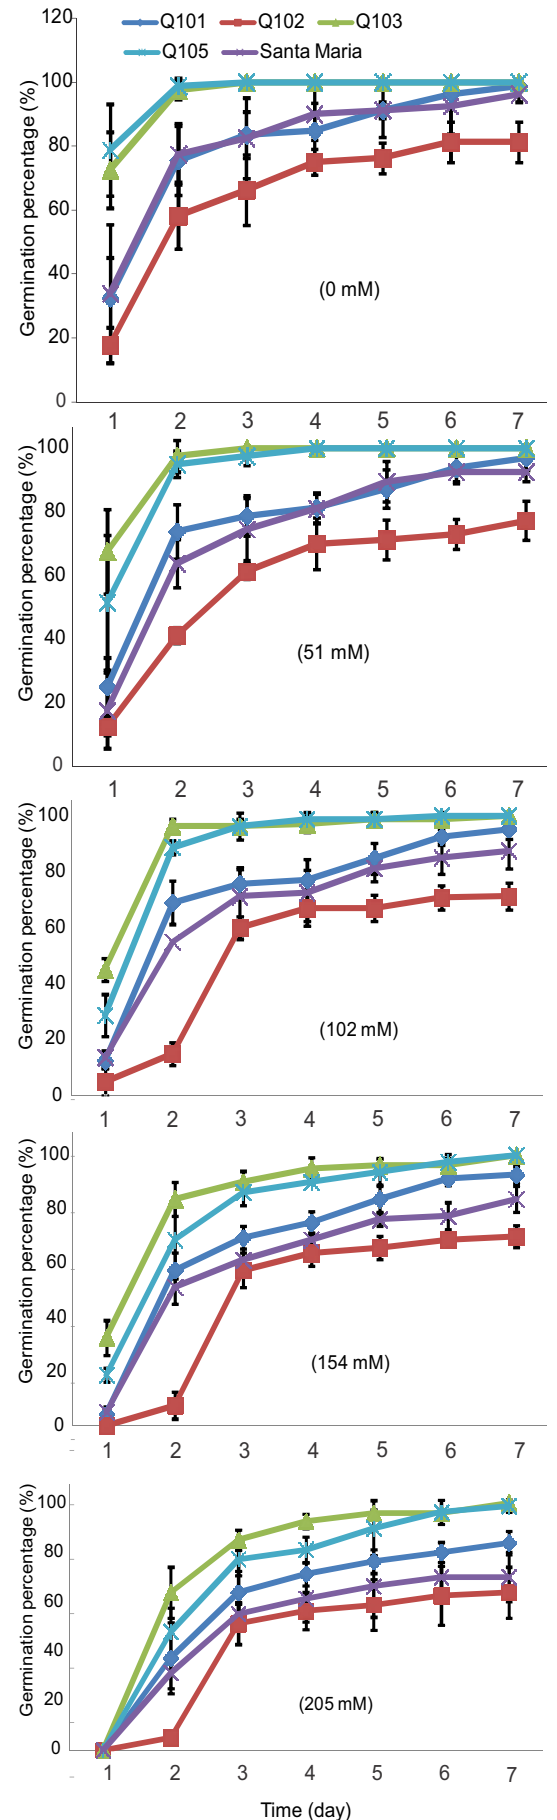 Q101 Q102 Q103
Q105 Santa Maria
Germination percentage (%)
120
100
80
60
40
20
0
(0 mM)
1 2 3 4 5 6 7
Germination percentage (%)
100
80
60
40
20
0
(51 mM)
1 2 3 4 5 6 7
Germination percentage (%)
100
80
60
40
20
0
(102 mM)
1 2 3 4 5 6 7
Germination percentage (%)
100
80
60
40
20
0
(154 mM)
1 2 3 4 5 6 7
Germination percentage (%)
100
80
60
40
20
0
(205 mM)
1 2 3 4 5 6 7
Time (day)